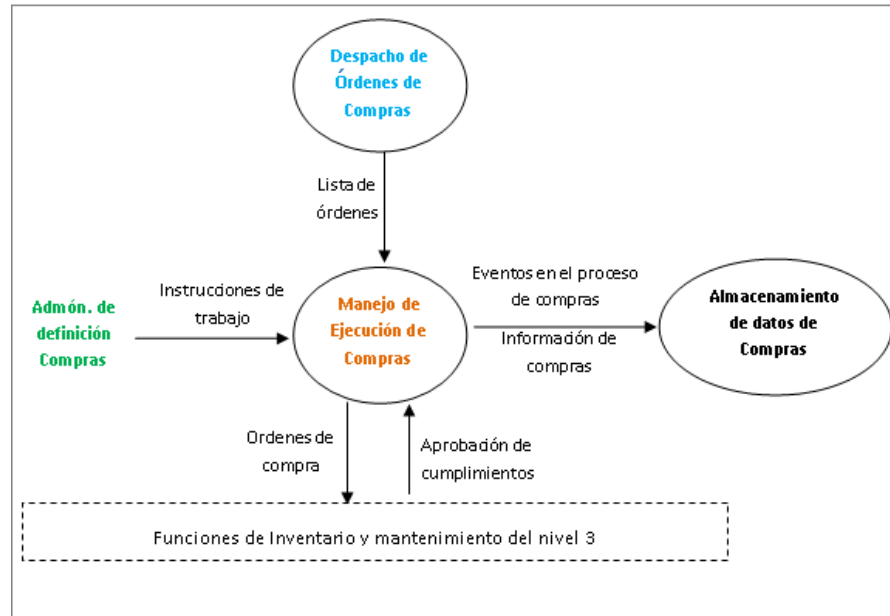 Despacho de
Órdenes de
Compras
Lista de
órdenes
Instrucciones de
trabajo
Admón. de
definición
Compras
Manejo de
Ejecución de
Compras
Eventos en el proceso
de compras
Información de
compras
Almacenamiento
de datos de
Compras
Ordenes de
compra
Aprobación de
cumplimientos
Funciones de Inventario y mantenimiento del nivel 3